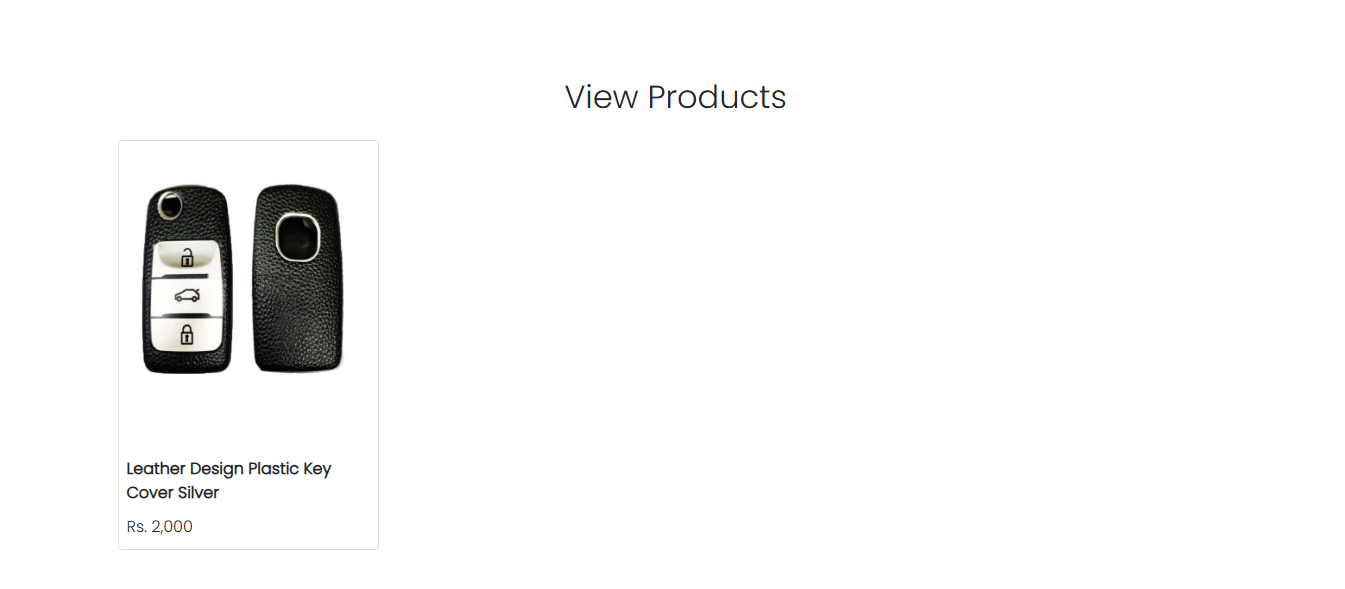 View Products
Leather Design Plastic Key
Cover Silver
Rs. 2,000